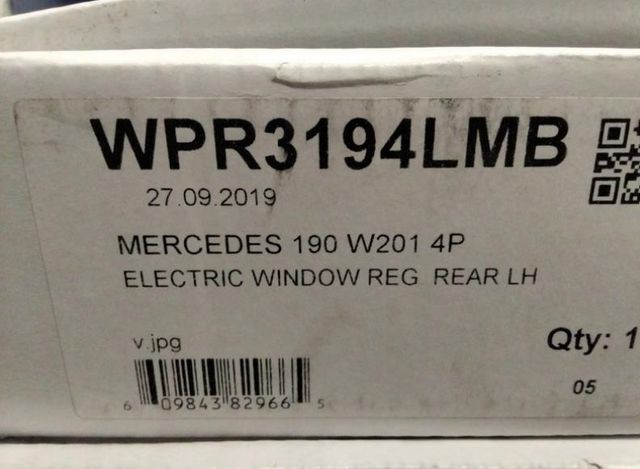 WPR3194LMB
27.09.2019
MERCEDES 190 W201 4P
ELECTRIC WINDOW REG REAR LH
v.jpg
Qty: 1
05
6 09843 82966 5